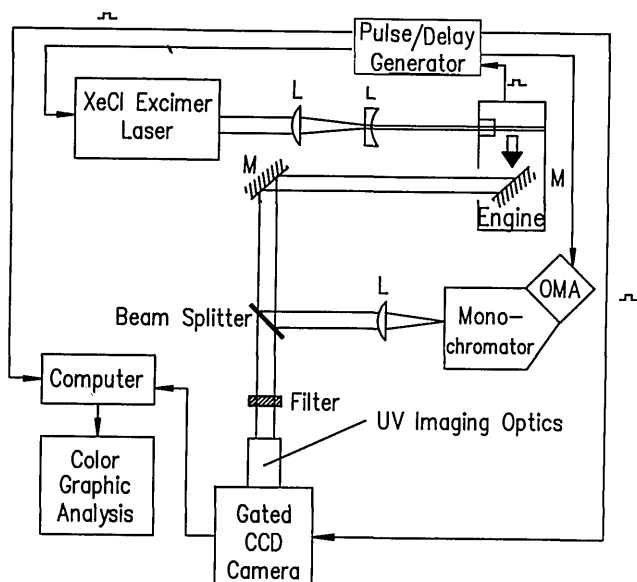 Pulse/Delay
Generator
XeCl Excimer
Laser
L
L
M
M
Engine
OMA
L
Beam Splitter
Mono-
chromator
Computer
Filter
UV Imaging Optics
Color
Graphic
Analysis
Gated
CCD
Camera